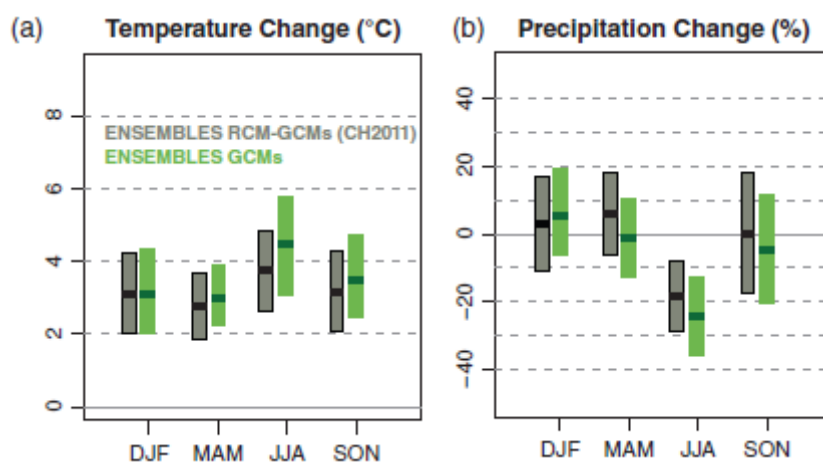 (a) Temperature Change (°C)
8
6
4
2
0
ENSEMBLES RCM-GCMs (CH2011)
ENSEMBLES GCMs
DJF MAM JJA SON
(b) Precipitation Change (%)
40
20
0
−20
−40
DJF MAM JJA SON